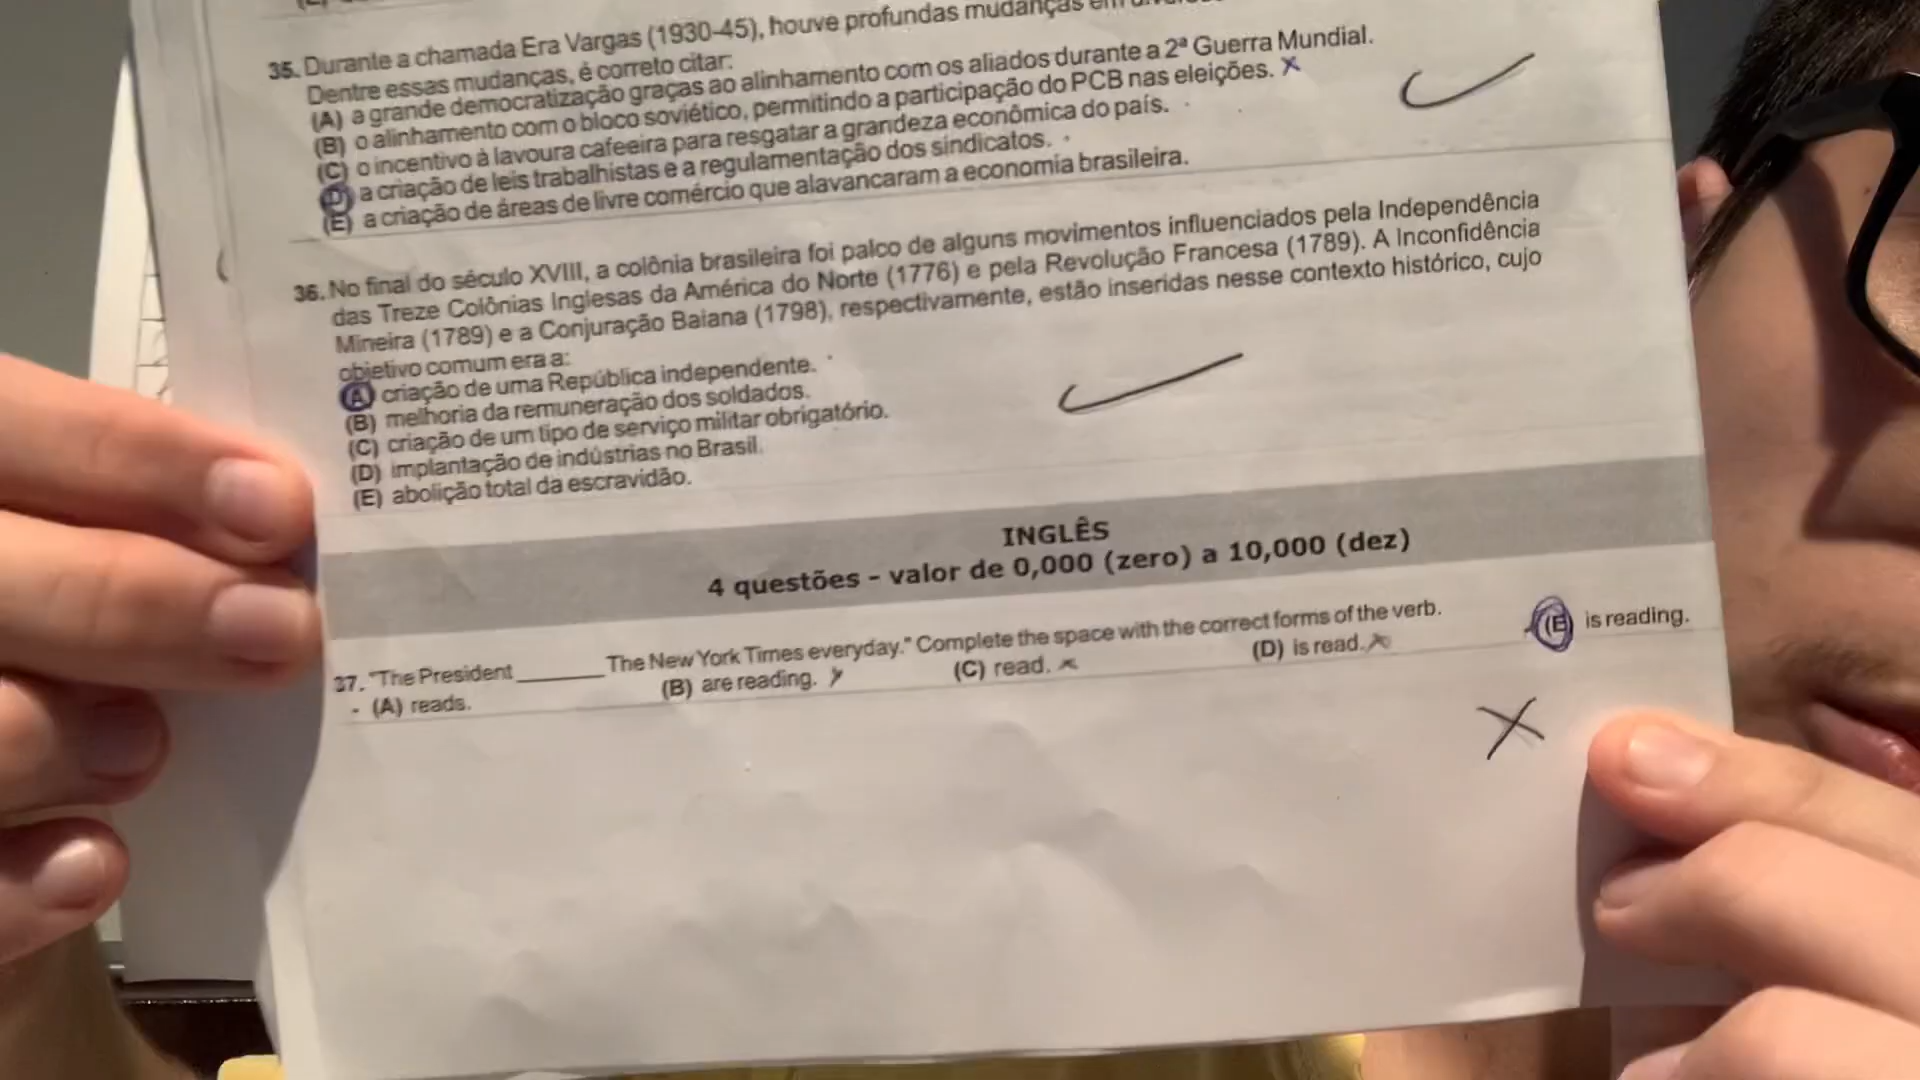 35. Durante a chamada Era Vargas (1930-45), houve profundas mudanças em
Dentre essas mudanças, é correto citar:
(A) a grande democratização graças ao alinhamento com os aliados durante a 2ª Guerra Mundial.
(B) o alinhamento com o bloco soviético, permitindo a participação do PCB nas eleições. X
(C) o incentivo à lavoura cafeeira para resgatar a grandeza econômica do país.
(D) a criação de leis trabalhistas e a regulamentação dos sindicatos.
(E) a criação de áreas de livre comércio que alavancaram a economia brasileira.
36. No final do século XVIII, a colônia brasileira foi palco de alguns movimentos influenciados pela Independência
das Treze Colônias Inglesas da América do Norte (1776) e pela Revolução Francesa (1789). A Inconfidência
Mineira (1789) e a Conjuração Baiana (1798), respectivamente, estão inseridas nesse contexto histórico, cujo
objetivo comum era a:
(A) criação de uma República independente.
(B) melhoria da remuneração dos soldados.
(C) criação de um tipo de serviço militar obrigatório.
(D) implantação de indústrias no Brasil.
(E) abolição total da escravidão.
INGLÊS
4 questões - valor de 0,000 (zero) a 10,000 (dez)
37. "The President ______ The New York Times everyday." Complete the space with the correct forms of the verb.
- (A) reads. (B) are reading. (C) read. (D) is read. (E) is reading.